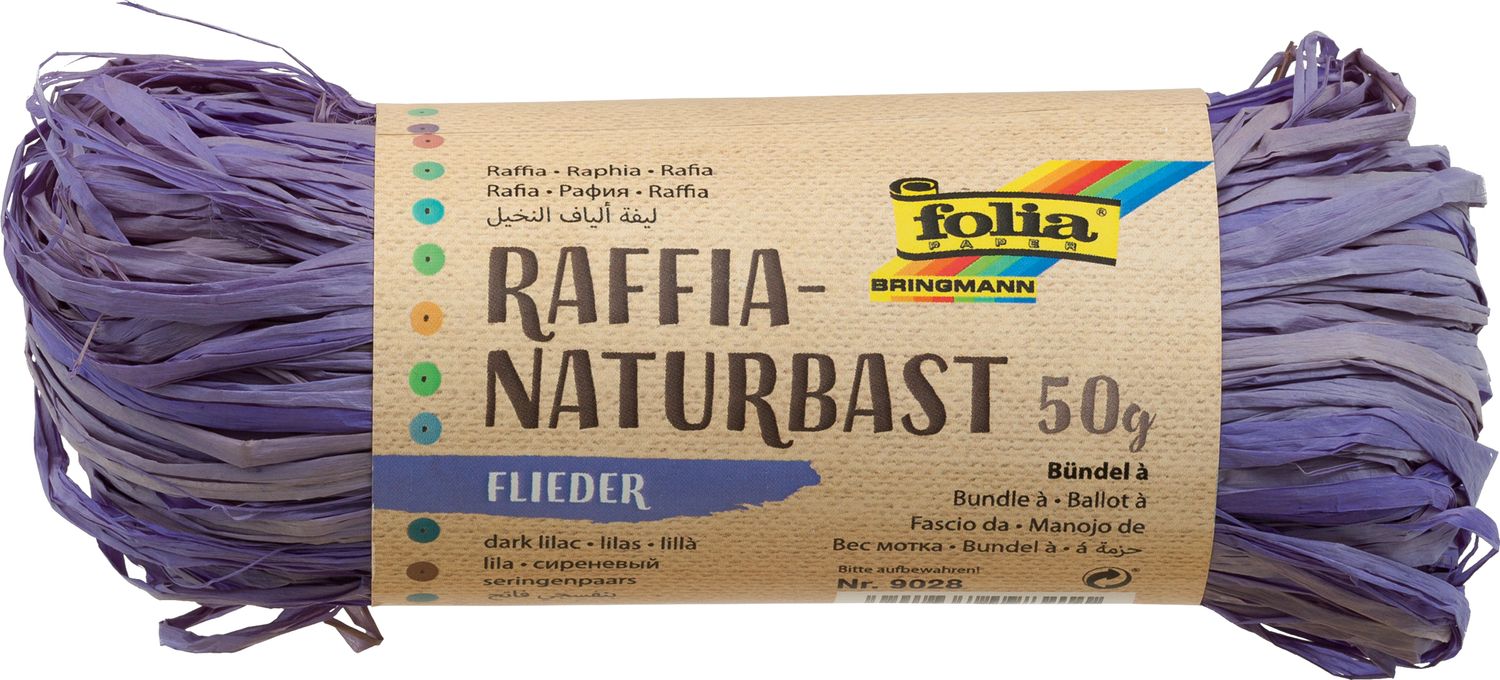 Raffia • Raphia • Rafia
Rafia • Рафия • Raffia
ليفة ألياف النخيل
RAFFIA-
NATURBAST 50g
folia®
PAPER
BRINGMANN
FLIEDER
dark lilac • lilas • lillà
lila • сиреневый
seringenpaars
بنفسجي فاتح
Bündel à
Bundle à • Ballot à
Fascio da • Manojo de
Вес мотка • Bundel à • á حزمة
Bitte aufbewahren!
Nr. 9028